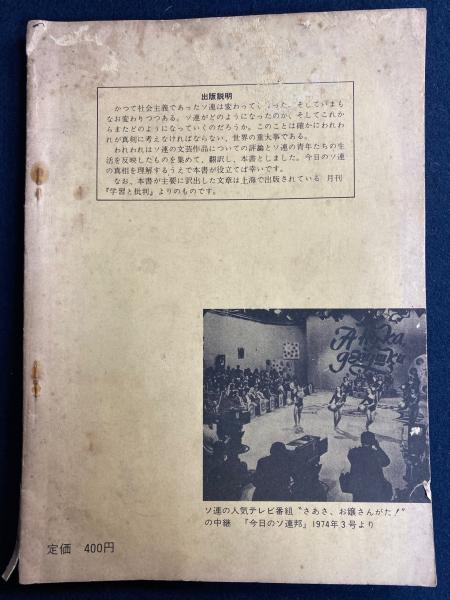 出版説明
かつて社会主義であったソ連は変わってしまった。そしていまも
なお変わりつつある。ソ連がどのようになったのか、そしてこれか
らまたどのようになっていくのだろうか。このことは確かにわれわ
れが真剣に考えなければならない、世界の重大事である。
われわれはソ連の文芸作品についての評論とソ連の青年たちの生
活を反映したものを集めて、翻訳し、本書としました。今日のソ連
の真相を理解するうえで本書が役立てば幸いです。
なお、本書が主要に訳出した文章は上海で出版されている 月刊
『学習と批判』よりのものです。
А ну-ка
девушки
ソ連の人気テレビ番組〝さあさ、お嬢さんがた！〟
の中継 『今日のソ連邦』1974年3号より
定価 400円